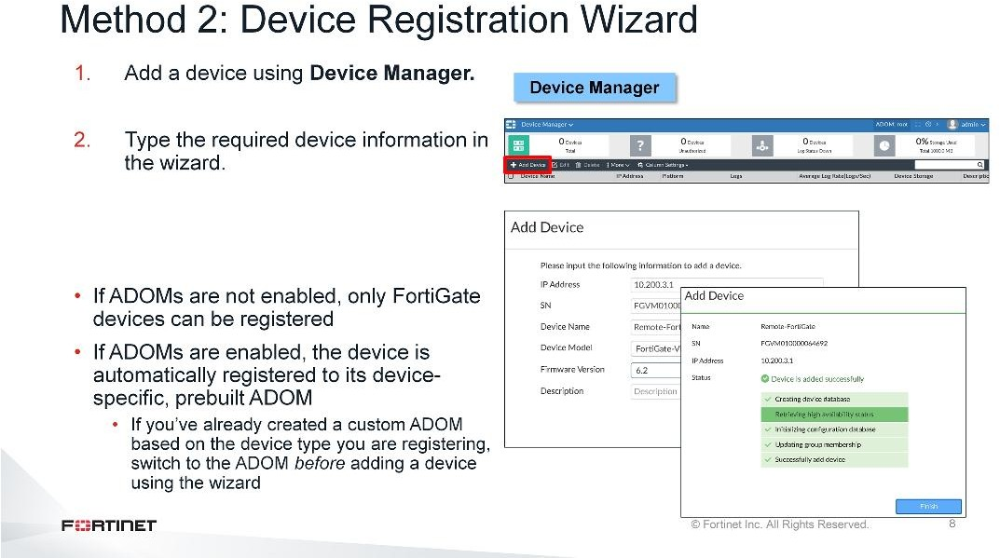 Method 2: Device Registration Wizard
1. Add a device using Device Manager.
2. Type the required device information in
the wizard.
• If ADOMs are not enabled, only FortiGate
devices can be registered
• If ADOMs are enabled, the device is
automatically registered to its device-
specific, prebuilt ADOM
• If you've already created a custom ADOM
based on the device type you are registering,
switch to the ADOM before adding a device
using the wizard
Device Manager
Device Manager
ADOM: root
admin
0 Devices
Total
0 Devices
Unauthorized
0 Devices
Log Status Down
0% Storage Used
Total 1000.0 MB
+ Add Device Edit Delete More Column Settings
Device Name IP Address Platform Logs Average Log Rate(Logs/Sec) Device Storage Descriptio
Add Device
Please input the following information to add a device.
IP Address 10.200.3.1
SN FGVM0100
Device Name Remote-Fort
Device Model FortiGate-V
Firmware Version 6.2
Description Description
Add Device
Name Remote-FortiGate
SN FGVM010000064692
IP Address 10.200.3.1
Status Device is added successfully
Creating device database
Retrieving high availability status
Initializing configuration database
Updating group membership
Successfully add device
Finish
FORTINET
© Fortinet Inc. All Rights Reserved.
8